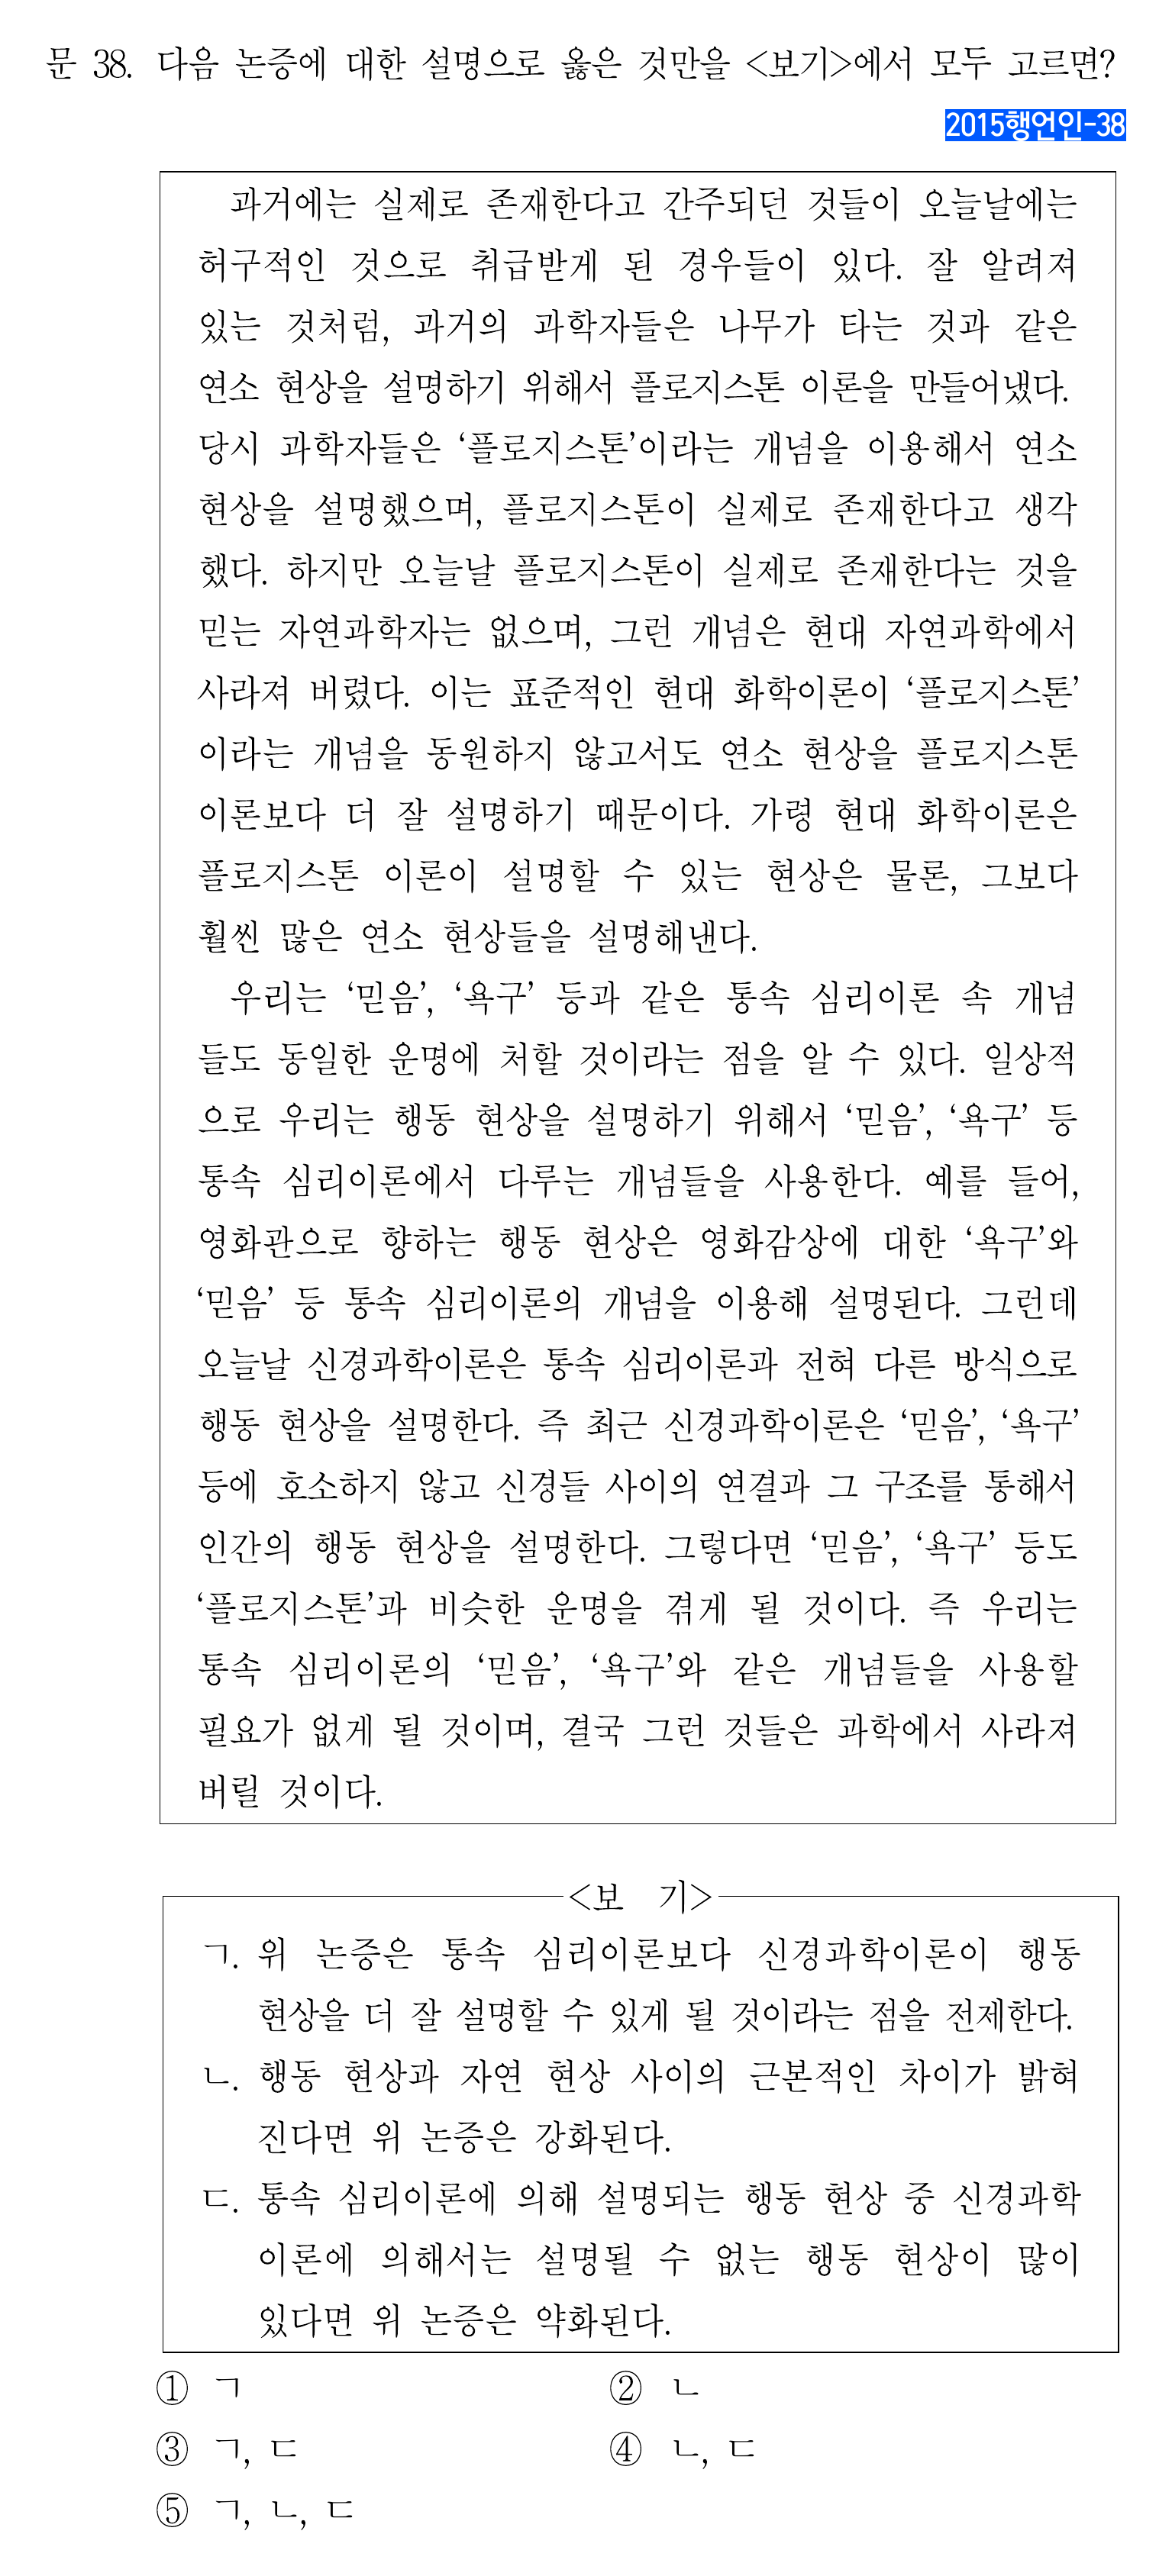 문 38. 다음 논증에 대한 설명으로 옳은 것만을 <보기>에서 모두 고르면?
2015행언인-38
과거에는 실제로 존재한다고 간주되던 것들이 오늘날에는
허구적인 것으로 취급받게 된 경우들이 있다. 잘 알려져
있는 것처럼, 과거의 과학자들은 나무가 타는 것과 같은
연소 현상을 설명하기 위해서 플로지스톤 이론을 만들어냈다.
당시 과학자들은 ‘플로지스톤’이라는 개념을 이용해서 연소
현상을 설명했으며, 플로지스톤이 실제로 존재한다고 생각
했다. 하지만 오늘날 플로지스톤이 실제로 존재한다는 것을
믿는 자연과학자는 없으며, 그런 개념은 현대 자연과학에서
사라져 버렸다. 이는 표준적인 현대 화학이론이 ‘플로지스톤’
이라는 개념을 동원하지 않고서도 연소 현상을 플로지스톤
이론보다 더 잘 설명하기 때문이다. 가령 현대 화학이론은
플로지스톤 이론이 설명할 수 있는 현상은 물론, 그보다
훨씬 많은 연소 현상들을 설명해낸다.
우리는 ‘믿음’, ‘욕구’ 등과 같은 통속 심리이론 속 개념
들도 동일한 운명에 처할 것이라는 점을 알 수 있다. 일상적
으로 우리는 행동 현상을 설명하기 위해서 ‘믿음’, ‘욕구’ 등
통속 심리이론에서 다루는 개념들을 사용한다. 예를 들어,
영화관으로 향하는 행동 현상은 영화감상에 대한 ‘욕구’와
‘믿음’ 등 통속 심리이론의 개념을 이용해 설명된다. 그런데
오늘날 신경과학이론은 통속 심리이론과 전혀 다른 방식으로
행동 현상을 설명한다. 즉 최근 신경과학이론은 ‘믿음’, ‘욕구’
등에 호소하지 않고 신경들 사이의 연결과 그 구조를 통해서
인간의 행동 현상을 설명한다. 그렇다면 ‘믿음’, ‘욕구’ 등도
‘플로지스톤’과 비슷한 운명을 겪게 될 것이다. 즉 우리는
통속 심리이론의 ‘믿음’, ‘욕구’와 같은 개념들을 사용할
필요가 없게 될 것이며, 결국 그런 것들은 과학에서 사라져
버릴 것이다.
<보 기>
ㄱ. 위 논증은 통속 심리이론보다 신경과학이론이 행동
현상을 더 잘 설명할 수 있게 될 것이라는 점을 전제한다.
ㄴ. 행동 현상과 자연 현상 사이의 근본적인 차이가 밝혀
진다면 위 논증은 강화된다.
ㄷ. 통속 심리이론에 의해 설명되는 행동 현상 중 신경과학
이론에 의해서는 설명될 수 없는 행동 현상이 많이
있다면 위 논증은 약화된다.
① ㄱ ② ㄴ
③ ㄱ, ㄷ ④ ㄴ, ㄷ
⑤ ㄱ, ㄴ, ㄷ